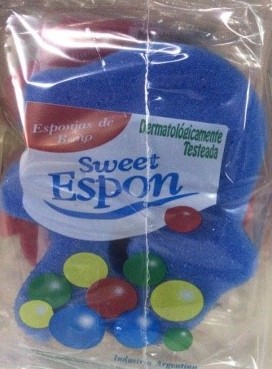 Esponjas de
Baño
Dermatológicamente
Testeada
Sweet
Espon
Industria Argentina